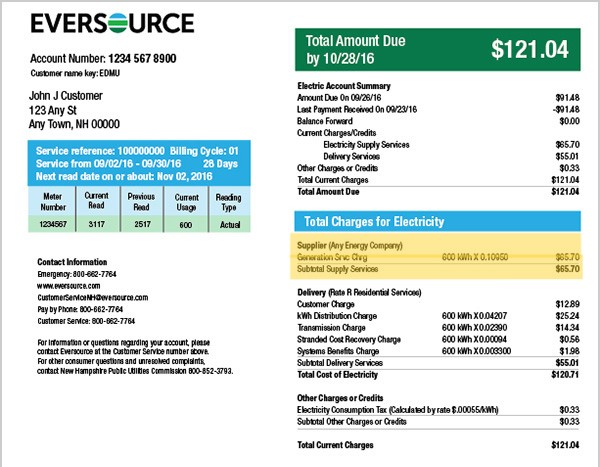 EVERSOURCE
Account Number: 1234 567 8900
Customer name key: EDMU
John J Customer
123 Any St
Any Town, NH 00000
Service reference: 100000000 Billing Cycle: 01
Service from 09/02/16 - 09/30/16 28 Days
Next read date on or about: Nov 02, 2016
Meter Number Current Read Previous Read Current Usage Reading Type
1234567 3117 2517 600 Actual
Contact Information
Emergency: 800-662-7764
www.eversource.com
CustomerServiceNH@eversource.com
Pay by Phone: 800-662-7764
Customer Service: 800-662-7764
For information or questions regarding your account, please
contact Eversource at the Customer Service number above.
For other consumer questions and unresolved complaints,
contact New Hampshire Public Utilities Commission 800-852-3793.
Total Amount Due
by 10/28/16 $121.04
Electric Account Summary
Amount Due On 09/26/16 $91.48
Last Payment Received On 09/23/16 -$91.48
Balance Forward $0.00
Current Charges/Credits
Electricity Supply Services $65.70
Delivery Services $55.01
Other Charges or Credits $0.33
Total Current Charges $121.04
Total Amount Due $121.04
Total Charges for Electricity
Supplier (Any Energy Company)
Generation Srvc Chrg 600 kWh X 0.10950 $65.70
Subtotal Supply Services $65.70
Delivery (Rate R Residential Services)
Customer Charge $12.89
kWh Distribution Charge 600 kWh X0.04207 $25.24
Transmission Charge 600 kWh X0.02390 $14.34
Stranded Cost Recovery Charge 600 kWh X0.00094 $0.56
Systems Benefits Charge 600 kWh X0.003300 $1.98
Subtotal Delivery Services $55.01
Total Cost of Electricity $120.71
Other Charges or Credits
Electricity Consumption Tax (Calculated by rate $.00055/kWh) $0.33
Subtotal Other Charges or Credits $0.33
Total Current Charges $121.04